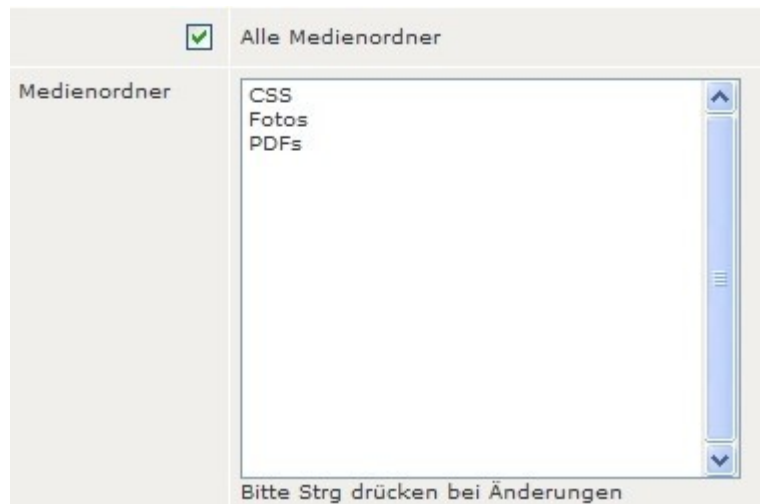 Alle Medienordner
Medienordner
CSS
Fotos
PDFs
Bitte Strg drücken bei Änderungen